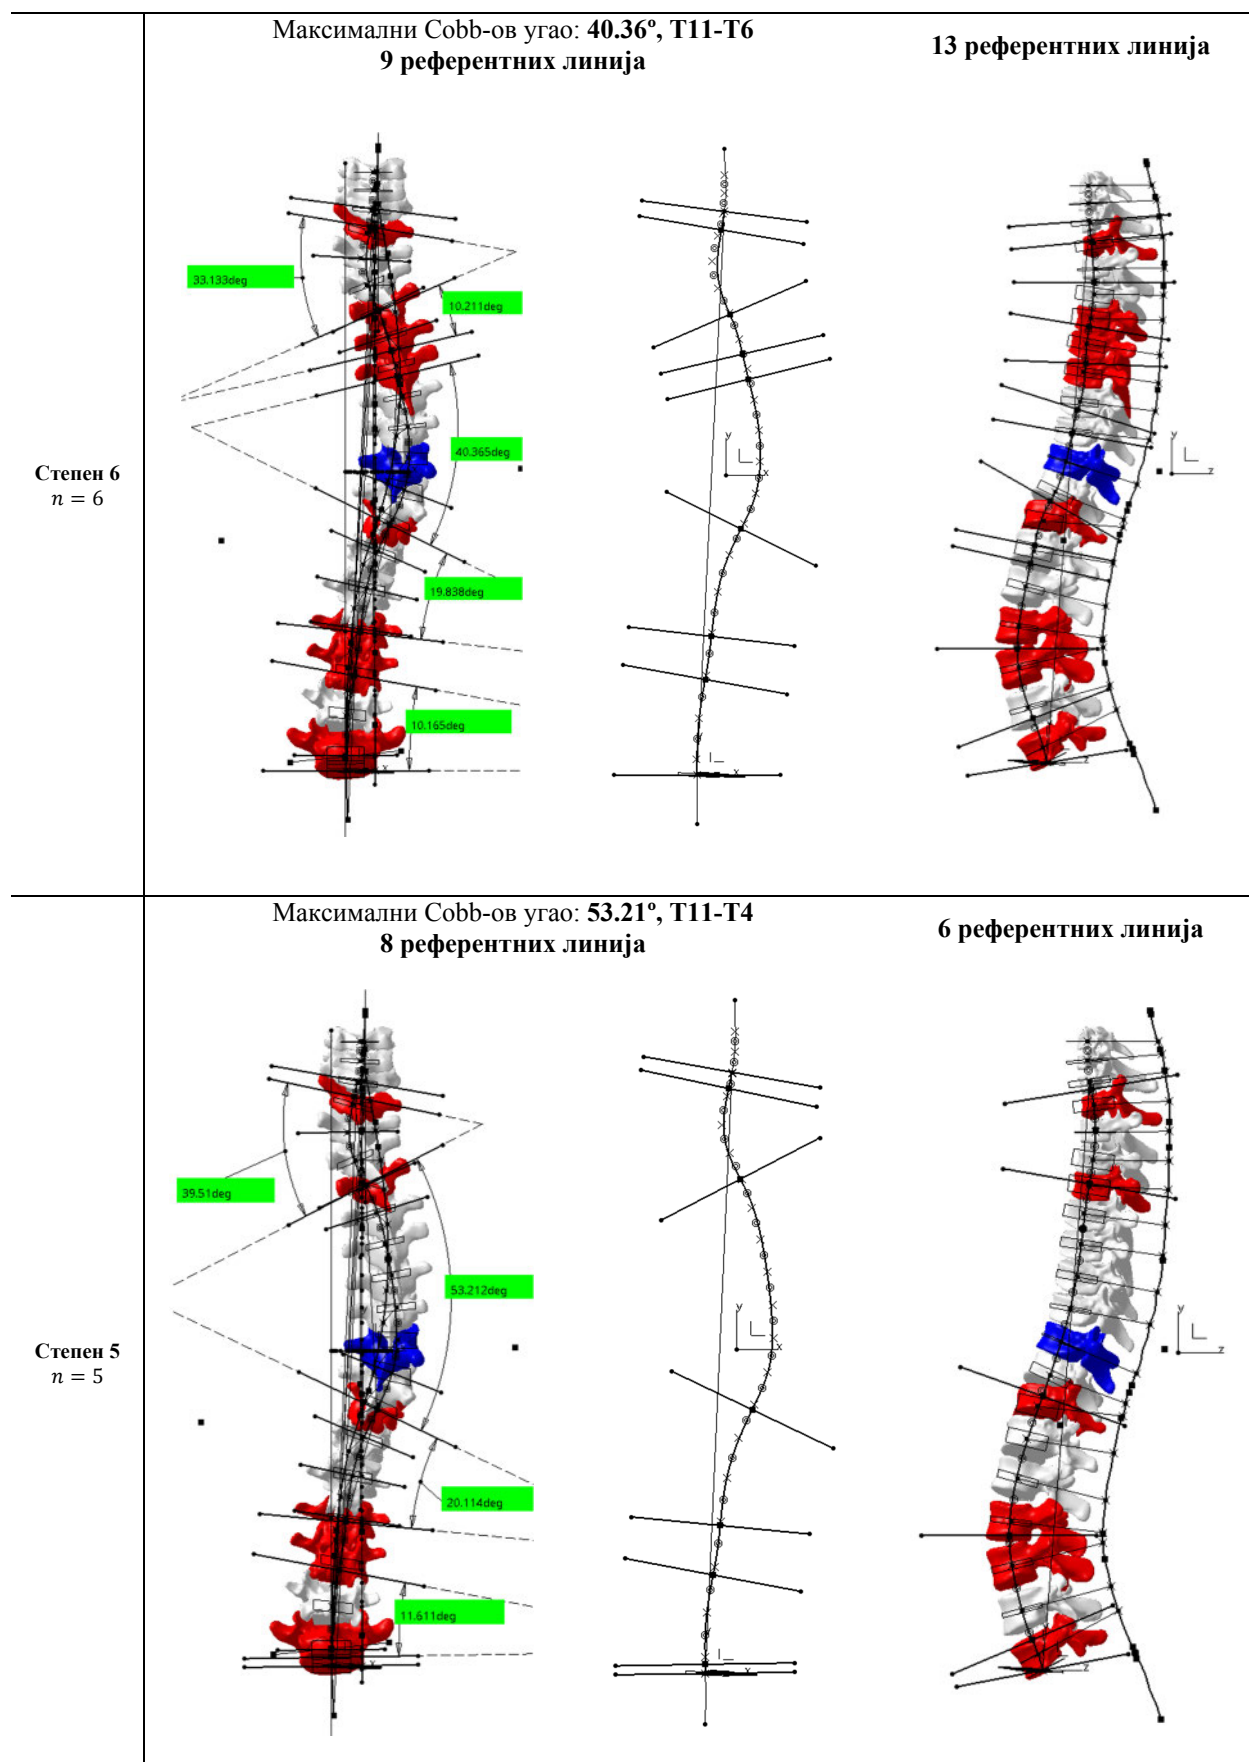 Максимални Cobb-ов угао: 40.36º, T11-T6
9 референтних линија
13 референтних линија
33.133deg
10.211deg
40.365deg
y
x
y
z
Степен 6
n = 6
19.838deg
10.165deg
x
x
z
Максимални Cobb-ов угао: 53.21º, T11-T4
8 референтних линија
6 референтних линија
39.51deg
53.212deg
y
x
y
z
Степен 5
n = 5
20.114deg
11.611deg
x
x
z